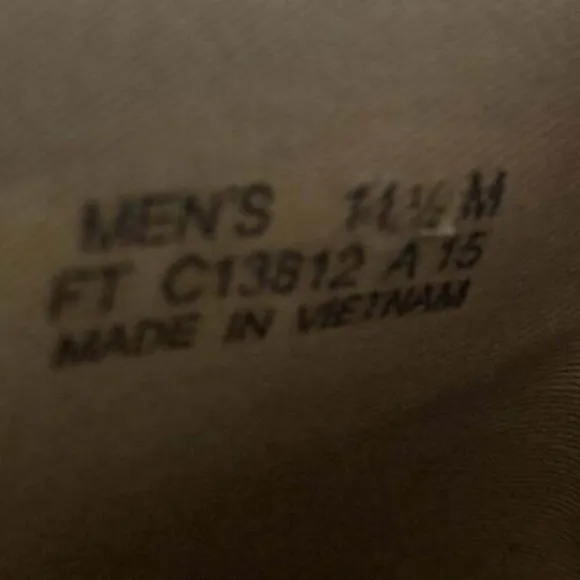 MEN'S 11½ M
FT C13812 A 15
MADE IN VIETNAM